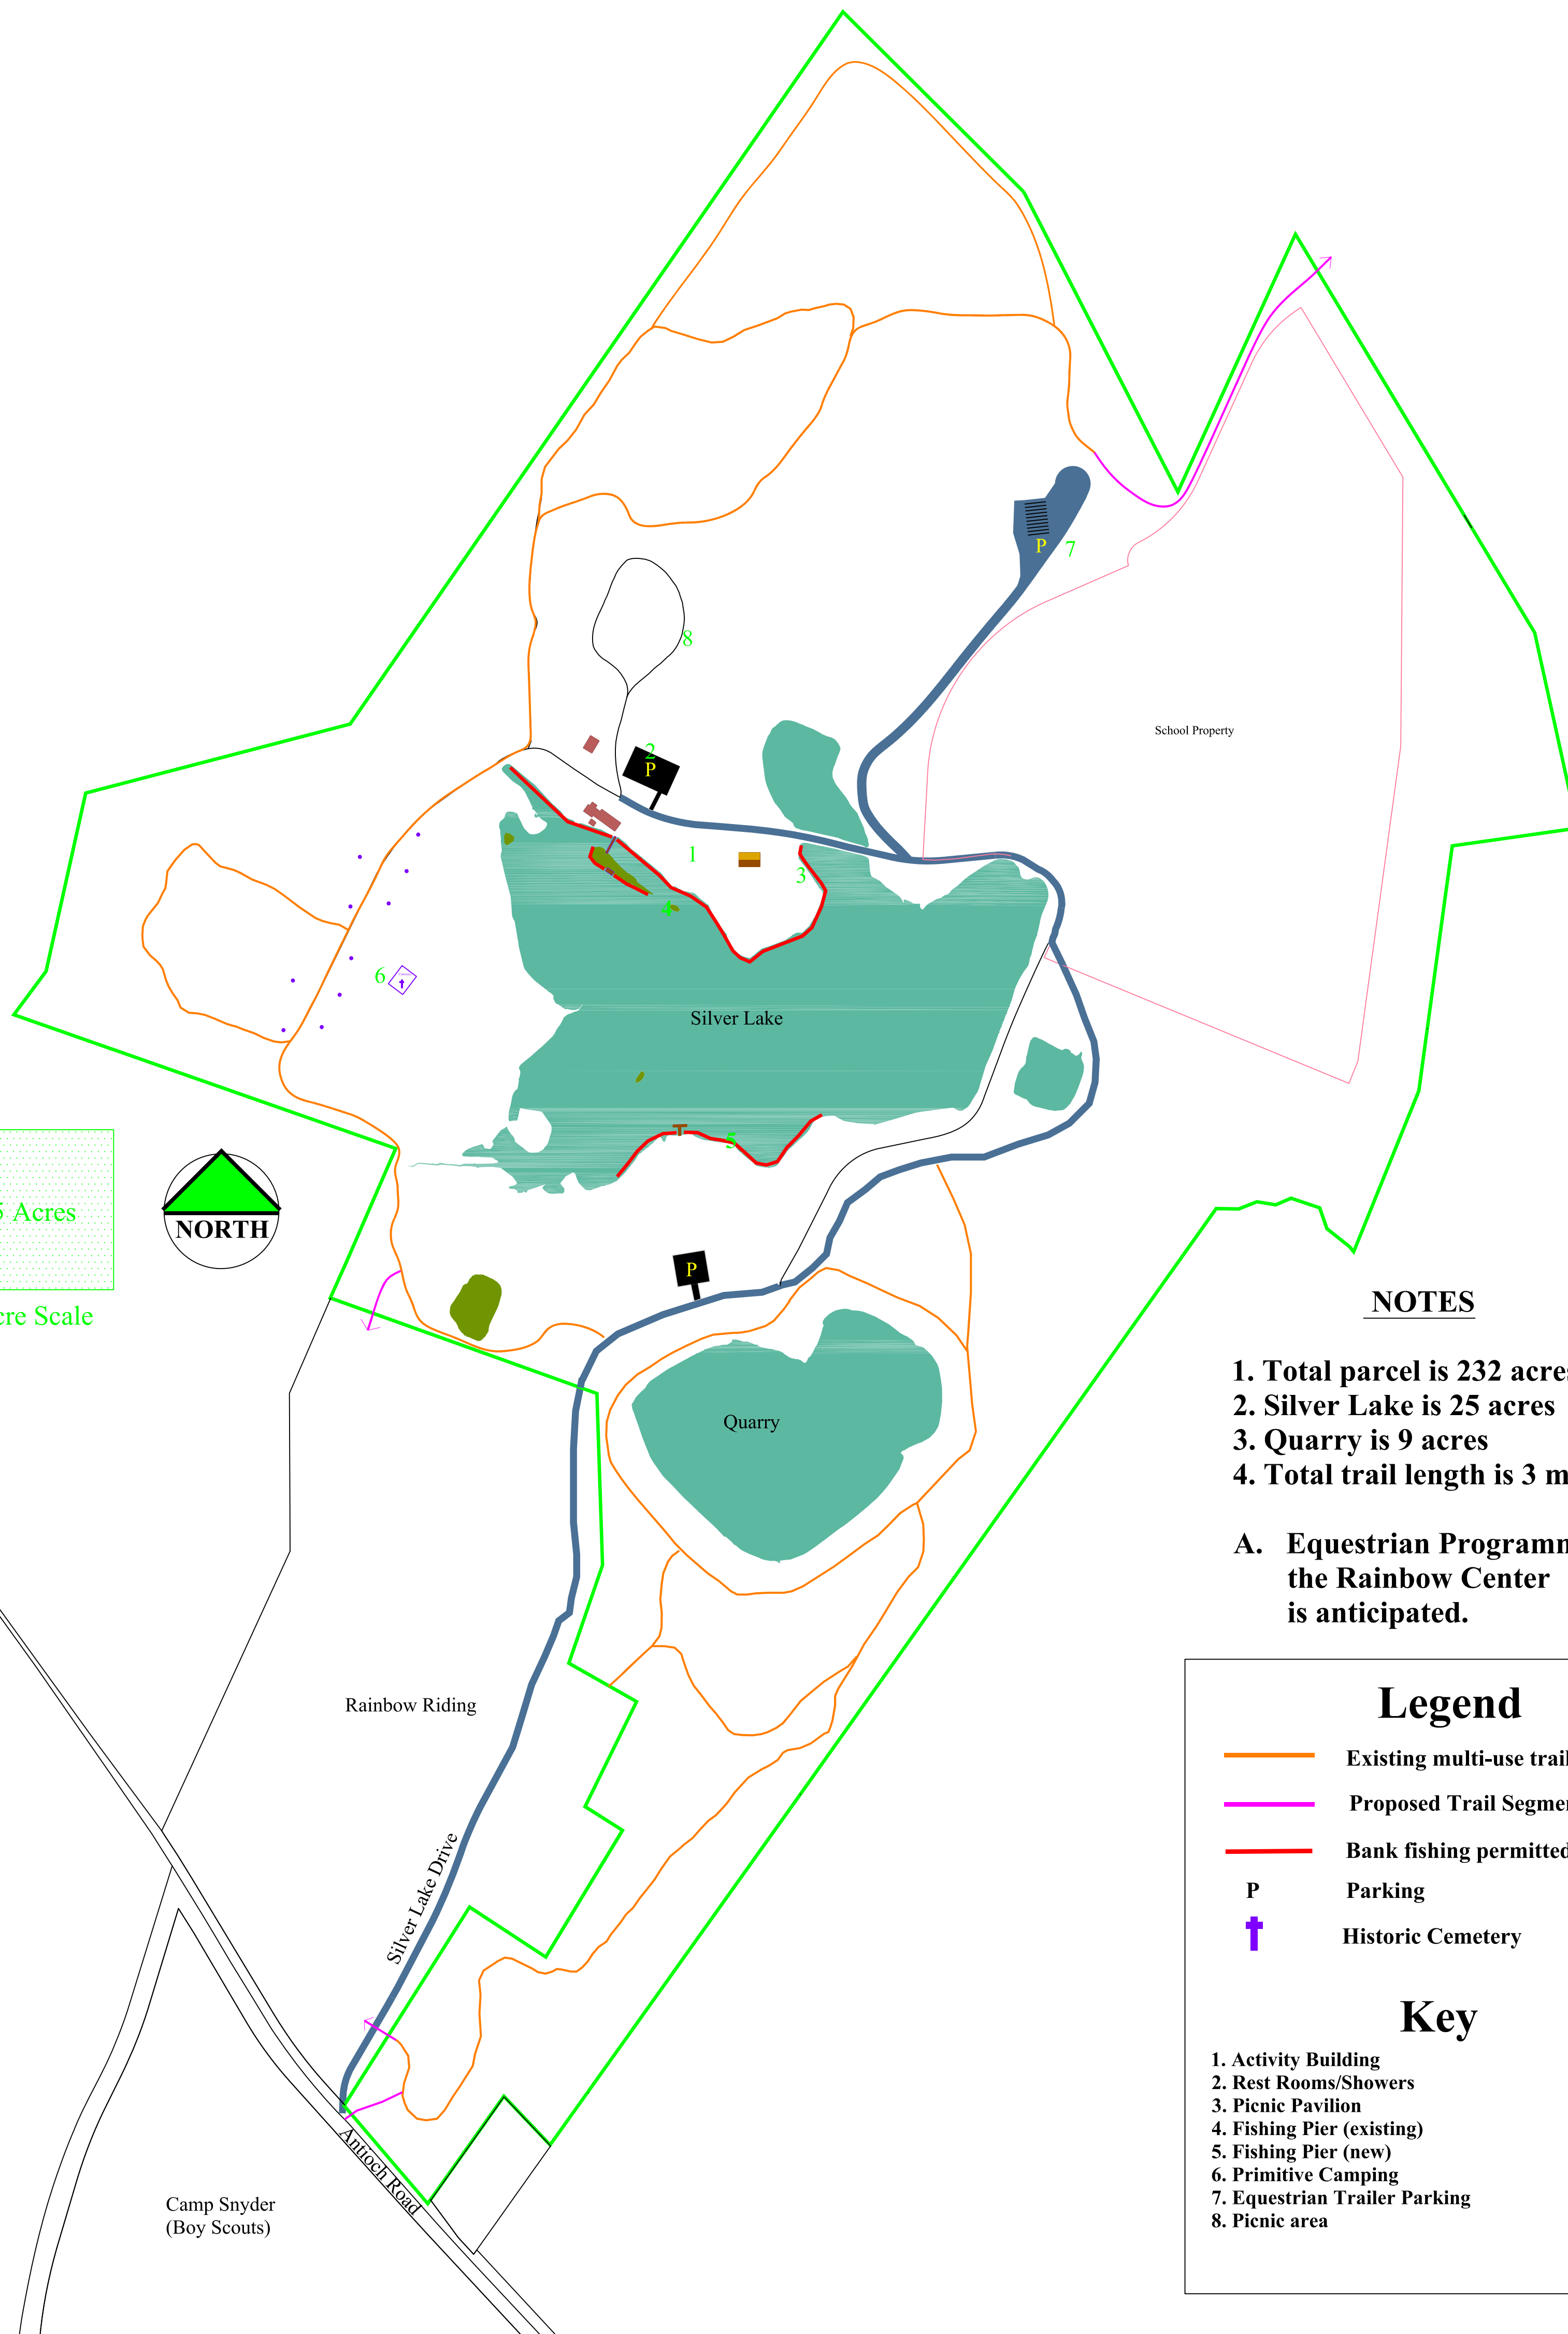 P
7
8
School Property
2
P
1
3
4
6
Silver Lake
5
5 Acres
NORTH
P
cre Scale
NOTES
1. Total parcel is 232 acres
2. Silver Lake is 25 acres
3. Quarry is 9 acres
4. Total trail length is 3 m
Quarry
A. Equestrian Programm
the Rainbow Center
is anticipated.
Rainbow Riding
Silver Lake Drive
Antioch Road
Camp Snyder
(Boy Scouts)
Legend
Existing multi-use trail
Proposed Trail Segmen
Bank fishing permitted
P Parking
Historic Cemetery
Key
1. Activity Building
2. Rest Rooms/Showers
3. Picnic Pavilion
4. Fishing Pier (existing)
5. Fishing Pier (new)
6. Primitive Camping
7. Equestrian Trailer Parking
8. Picnic area